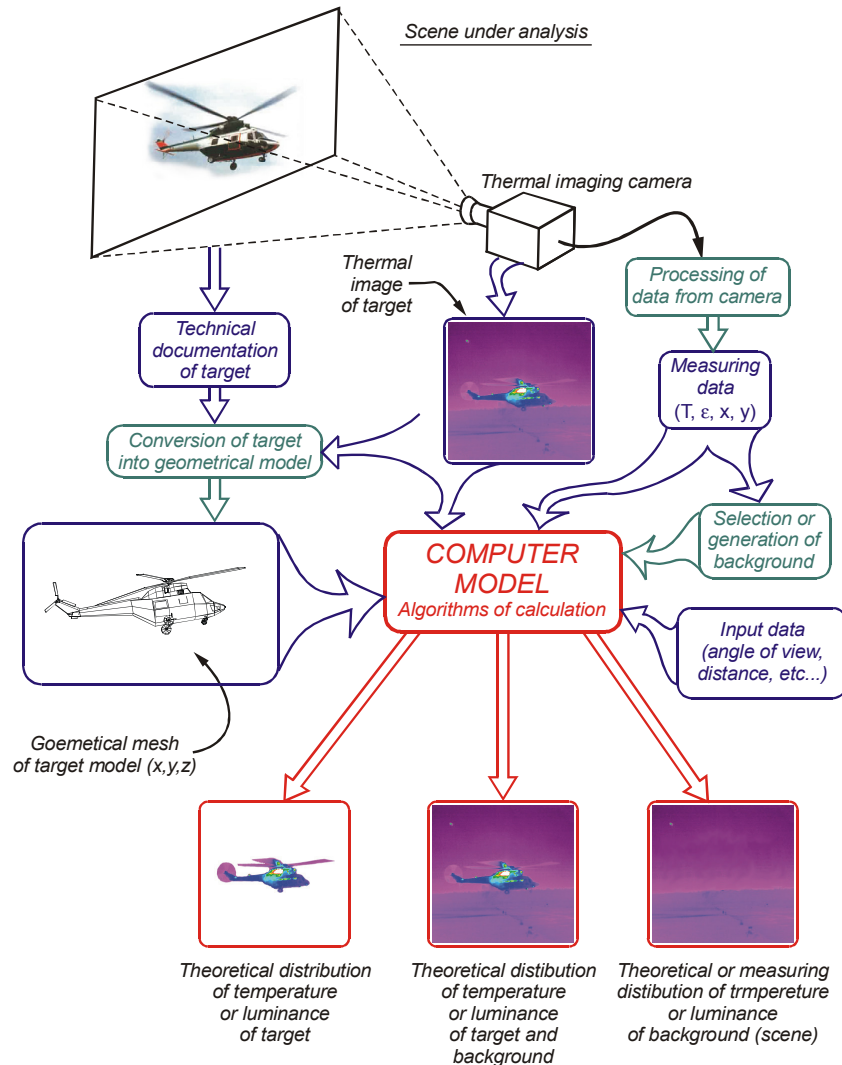 Scene under analysis
Thermal imaging camera
Thermal
image
of target
Processing of
data from camera
Technical
documentation
of target
Measuring
data
(T, ε, x, y)
Conversion of target
into geometrical model
Selection or
generation of
background
COMPUTER
MODEL
Algorithms of calculation
Input data
(angle of view,
distance, etc...)
Goemetical mesh
of target model (x,y,z)
Theoretical distribution
of temperature
or luminance
of target
Theoretical distibution
of temperature
or luminance
of target and
background
Theoretical or measuring
distibution of trmpereture
or luminance
of background (scene)